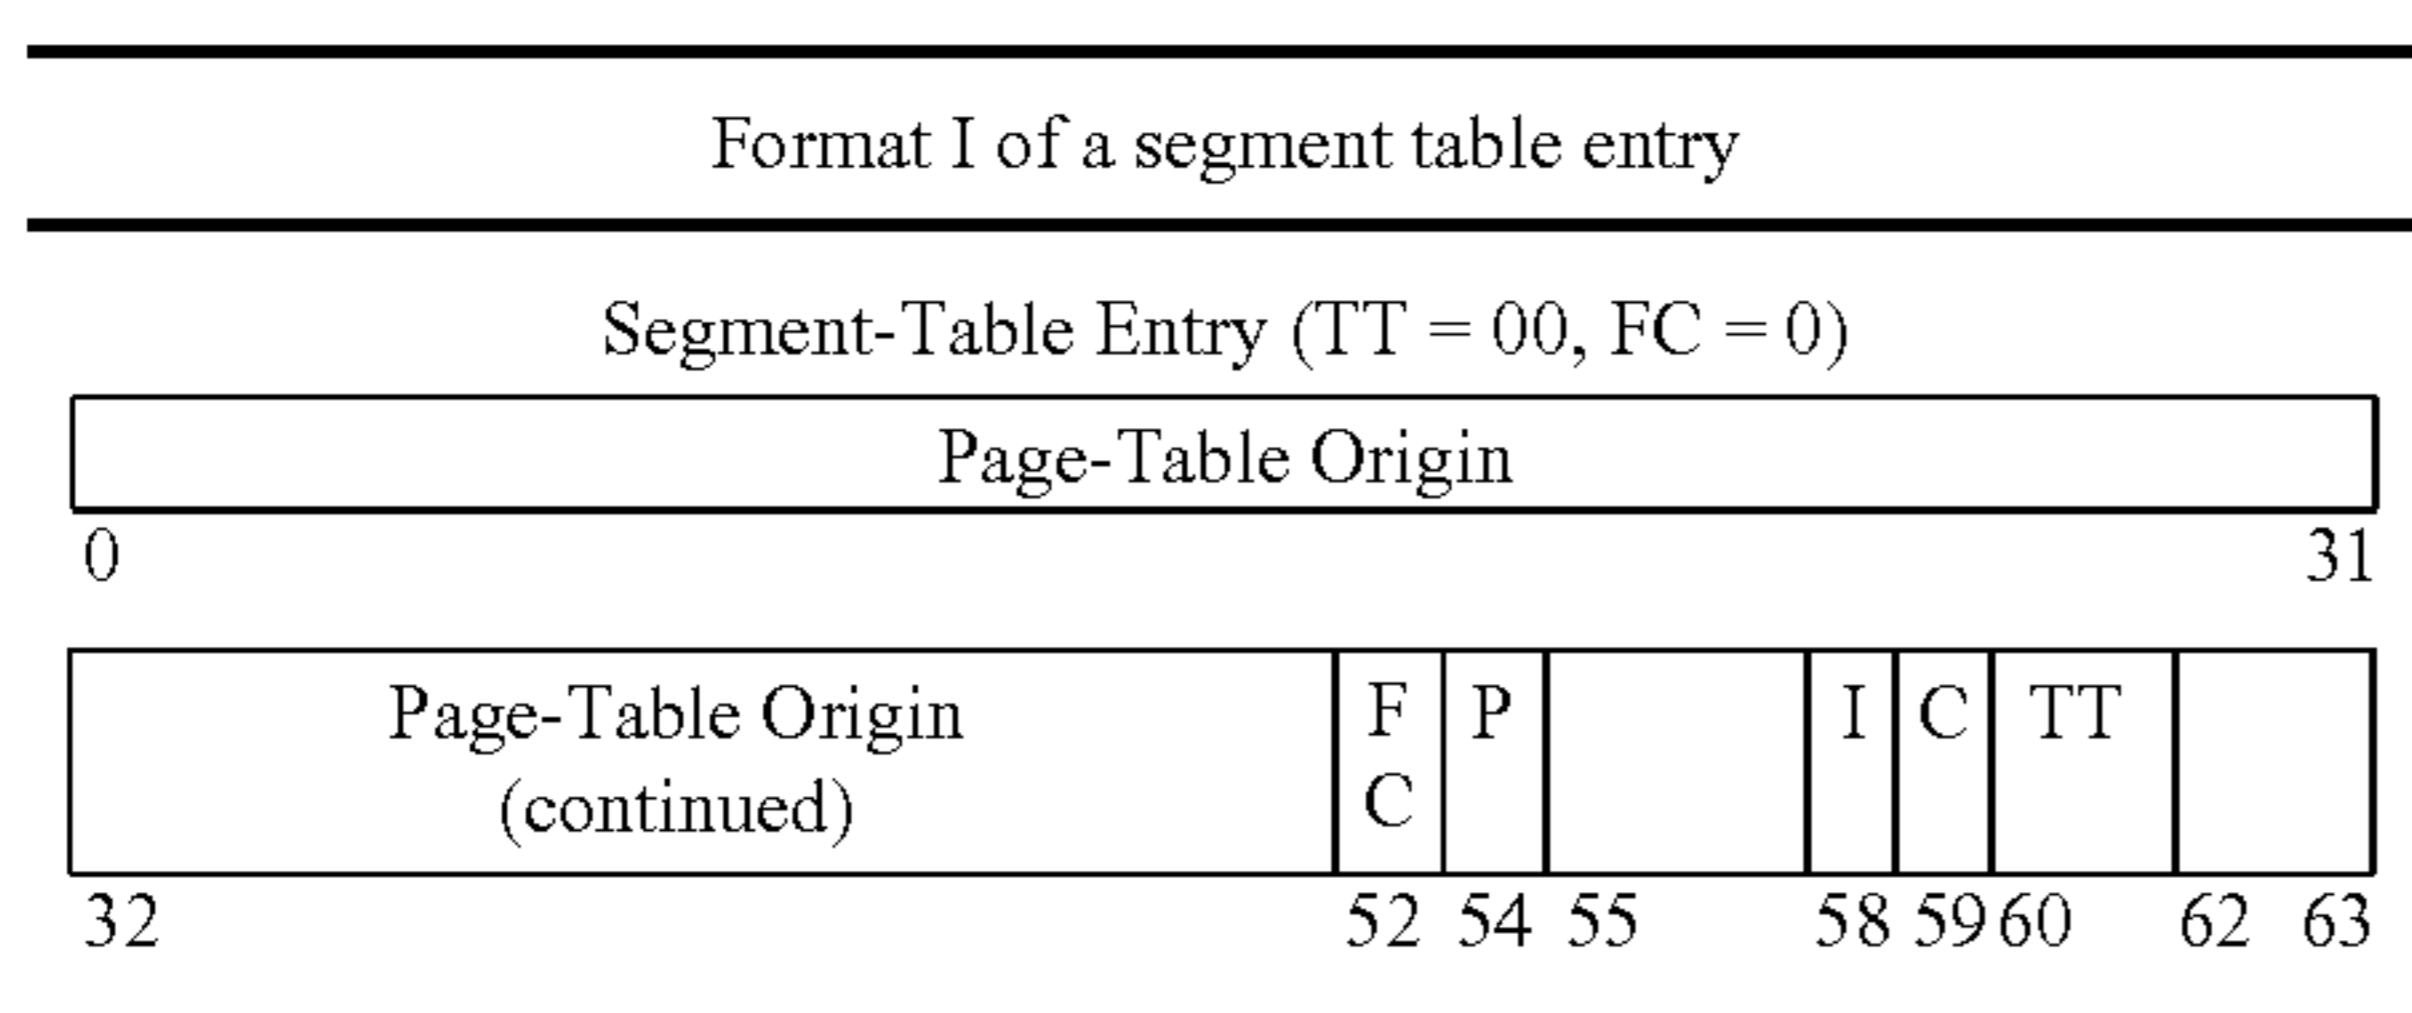 Format I of a segment table entry
Segment-Table Entry (TT = 00, FC = 0)
Page-Table Origin
0 31
Page-Table Origin
(continued)
F
C
P
I
C
TT
32 52 54 55 58 59 60 62 63